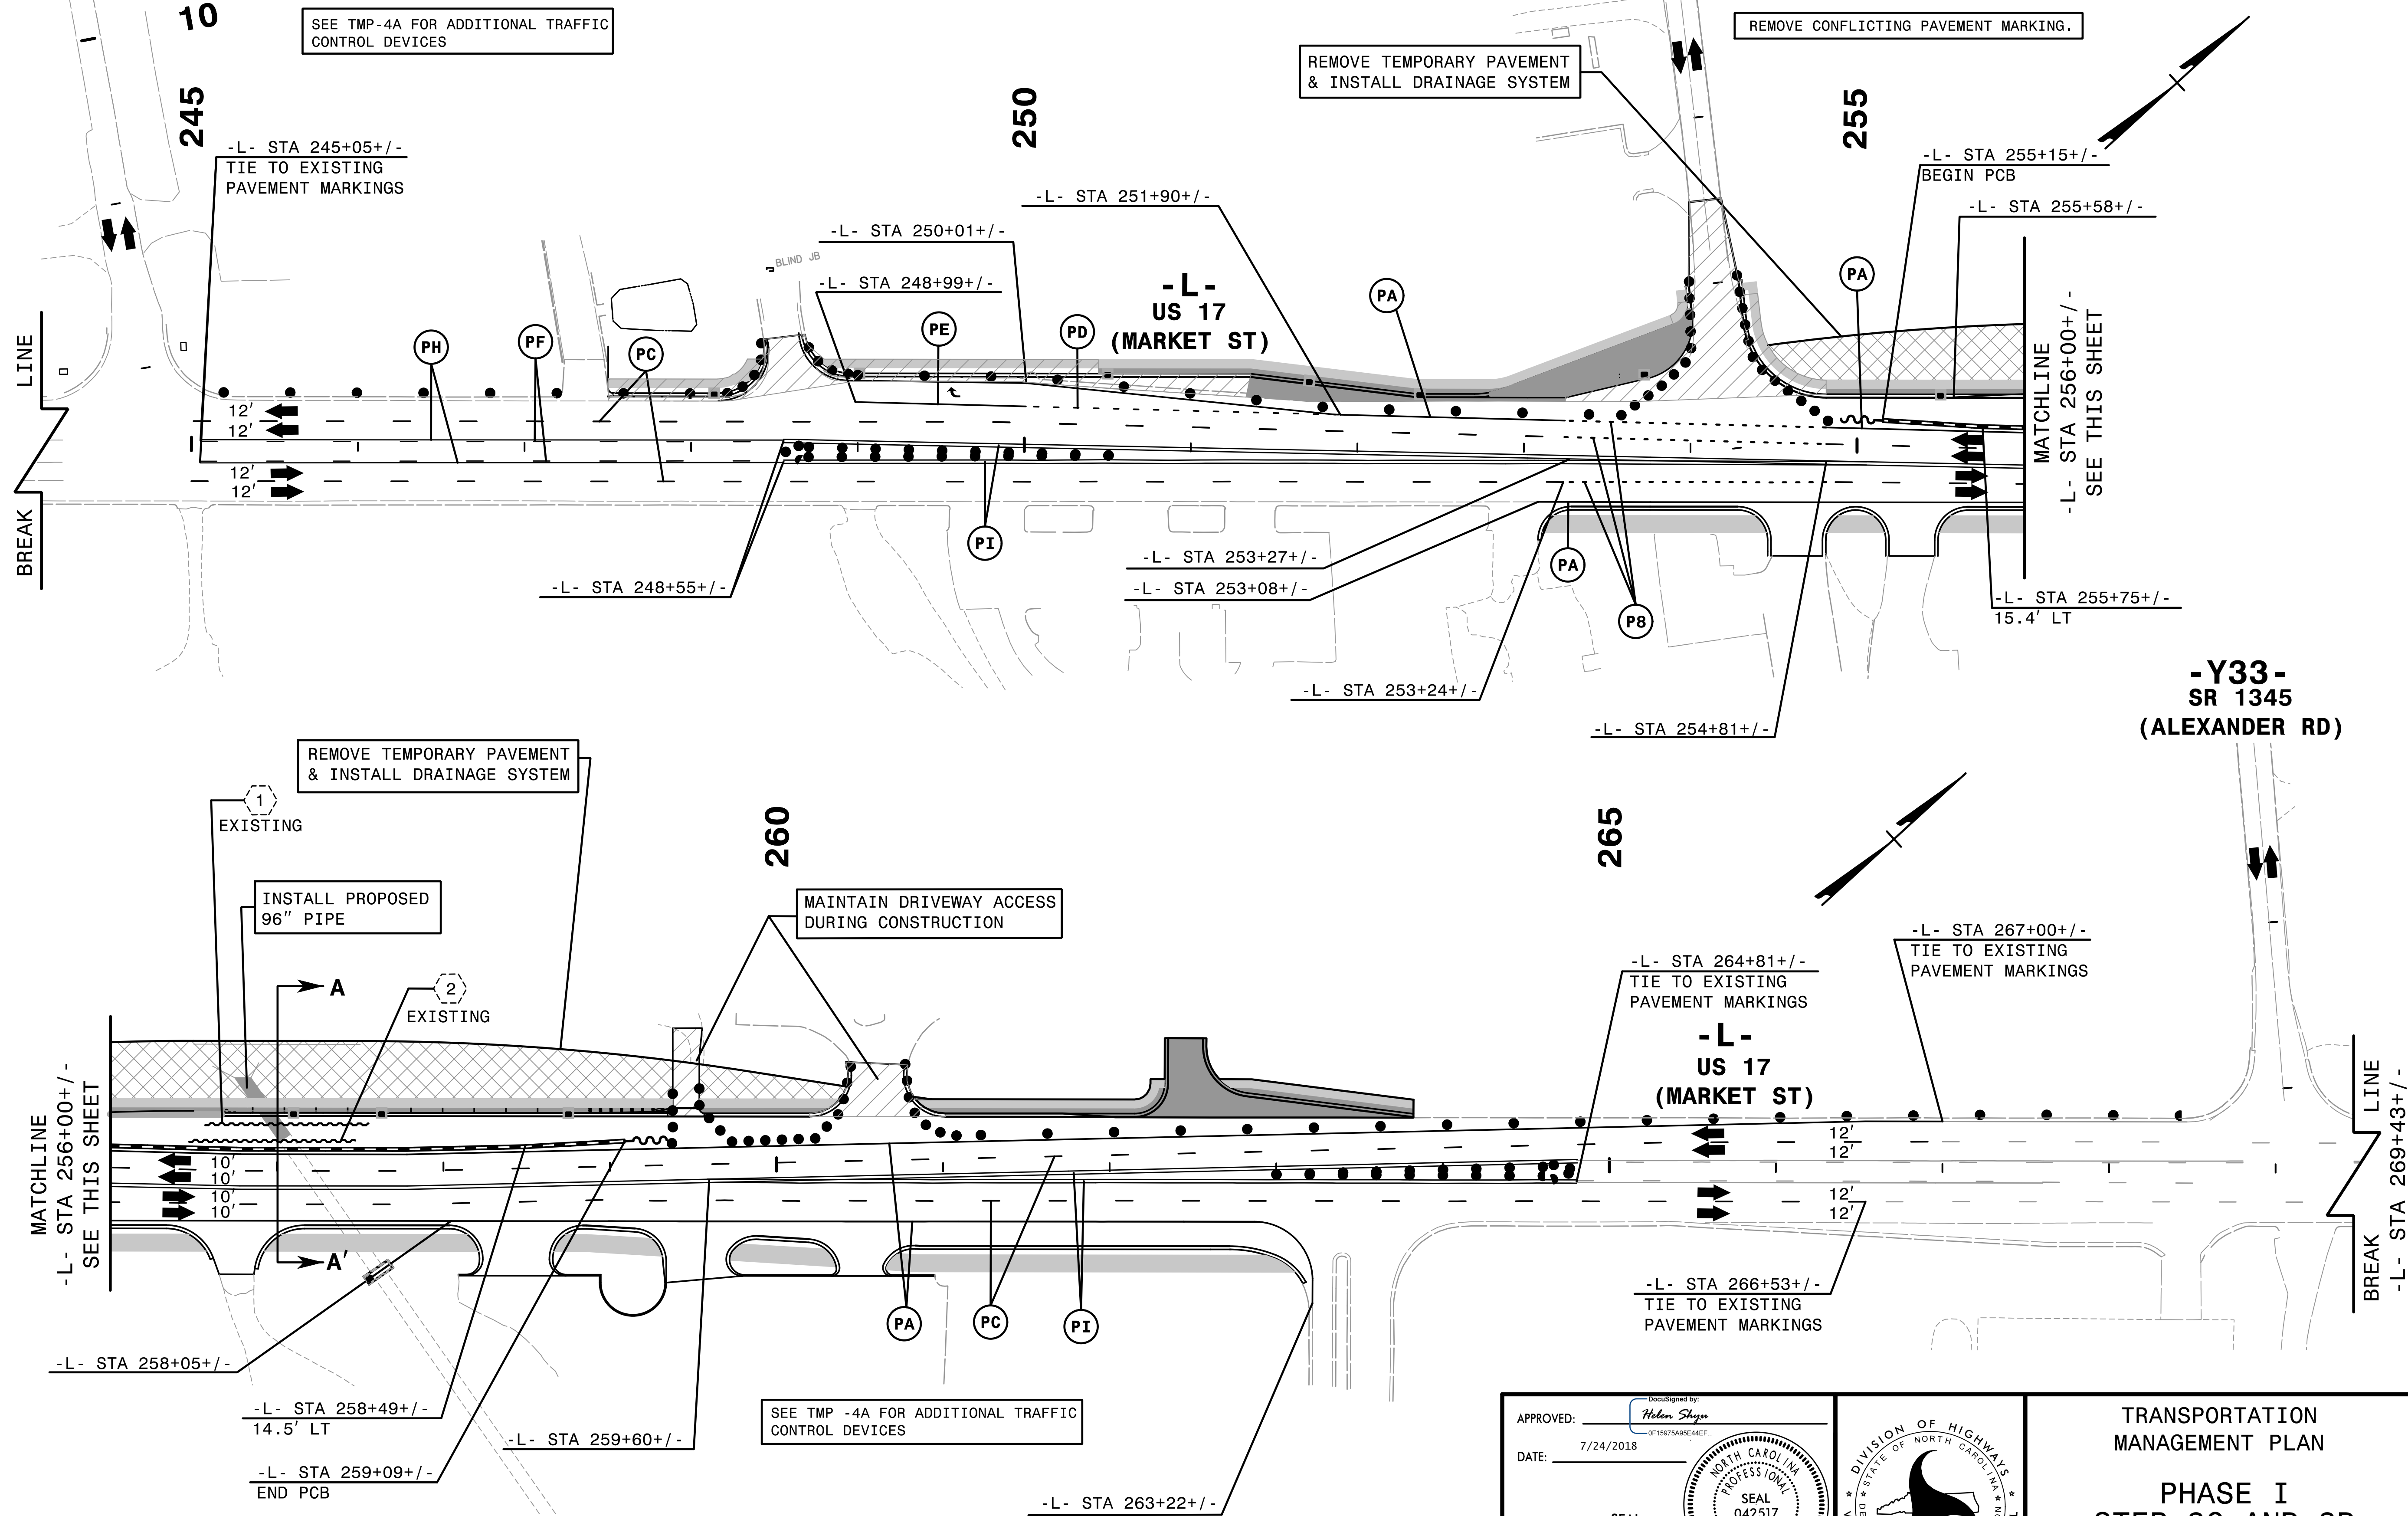 10
SEE TMP-4A FOR ADDITIONAL TRAFFIC
CONTROL DEVICES
REMOVE CONFLICTING PAVEMENT MARKING.
REMOVE TEMPORARY PAVEMENT
& INSTALL DRAINAGE SYSTEM
245
250
255
-L- STA 245+05+/-
TIE TO EXISTING
PAVEMENT MARKINGS
-L- STA 255+15+/-
BEGIN PCB
-L- STA 251+90+/-
-L- STA 255+58+/-
-L- STA 250+01+/-
BLIND JB
-L- STA 248+99+/-
-L-
US 17
(MARKET ST)
PA
PA
PH
PF
PC
PE
PD
LINE
BREAK
12'
12'
12'
12'
MATCHLINE
-L- STA 256+00+/-
SEE THIS SHEET
PI
-L- STA 253+27+/-
-L- STA 253+08+/-
PA
-L- STA 248+55+/-
P8
-L- STA 255+75+/-
15.4' LT
-L- STA 253+24+/-
-L- STA 254+81+/-
-Y33-
SR 1345
(ALEXANDER RD)
REMOVE TEMPORARY PAVEMENT
& INSTALL DRAINAGE SYSTEM
1
EXISTING
260
265
INSTALL PROPOSED
96" PIPE
MAINTAIN DRIVEWAY ACCESS
DURING CONSTRUCTION
A
2
EXISTING
-L- STA 267+00+/-
TIE TO EXISTING
PAVEMENT MARKINGS
-L- STA 264+81+/-
TIE TO EXISTING
PAVEMENT MARKINGS
-L-
US 17
(MARKET ST)
MATCHLINE
-L- STA 256+00+/-
SEE THIS SHEET
10'
10'
10'
10'
12'
12'
12'
12'
LINE
BREAK
-L- STA 269+43+/-
A'
PA
PC
PI
-L- STA 266+53+/-
TIE TO EXISTING
PAVEMENT MARKINGS
-L- STA 258+05+/-
-L- STA 258+49+/-
14.5' LT
-L- STA 259+60+/-
-L- STA 259+09+/-
END PCB
SEE TMP -4A FOR ADDITIONAL TRAFFIC
CONTROL DEVICES
-L- STA 263+22+/-
APPROVED:
DocuSigned by:
Helen Shyu
0F15975A95E44EF...
DATE: 7/24/2018
NORTH CAROLINA
PROFESSIONAL
SEAL
042517
DIVISION OF HIGHWAYS
STATE OF NORTH CAROLINA
TRANSPORTATION
MANAGEMENT PLAN
PHASE I